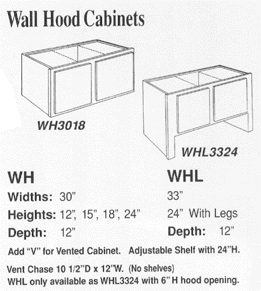 Wall Hood Cabinets
WH3018
WHL3324
WH WHL
Widths: 30" 33"
Heights: 12", 15", 18", 24" 24" With Legs
Depth: 12" Depth: 12"
Add "V" for Vented Cabinet. Adjustable Shelf with 24"H.
Vent Chase 10 1/2"D x 12"W. (No shelves)
WHL only available as WHL3324 with 6" H hood opening.